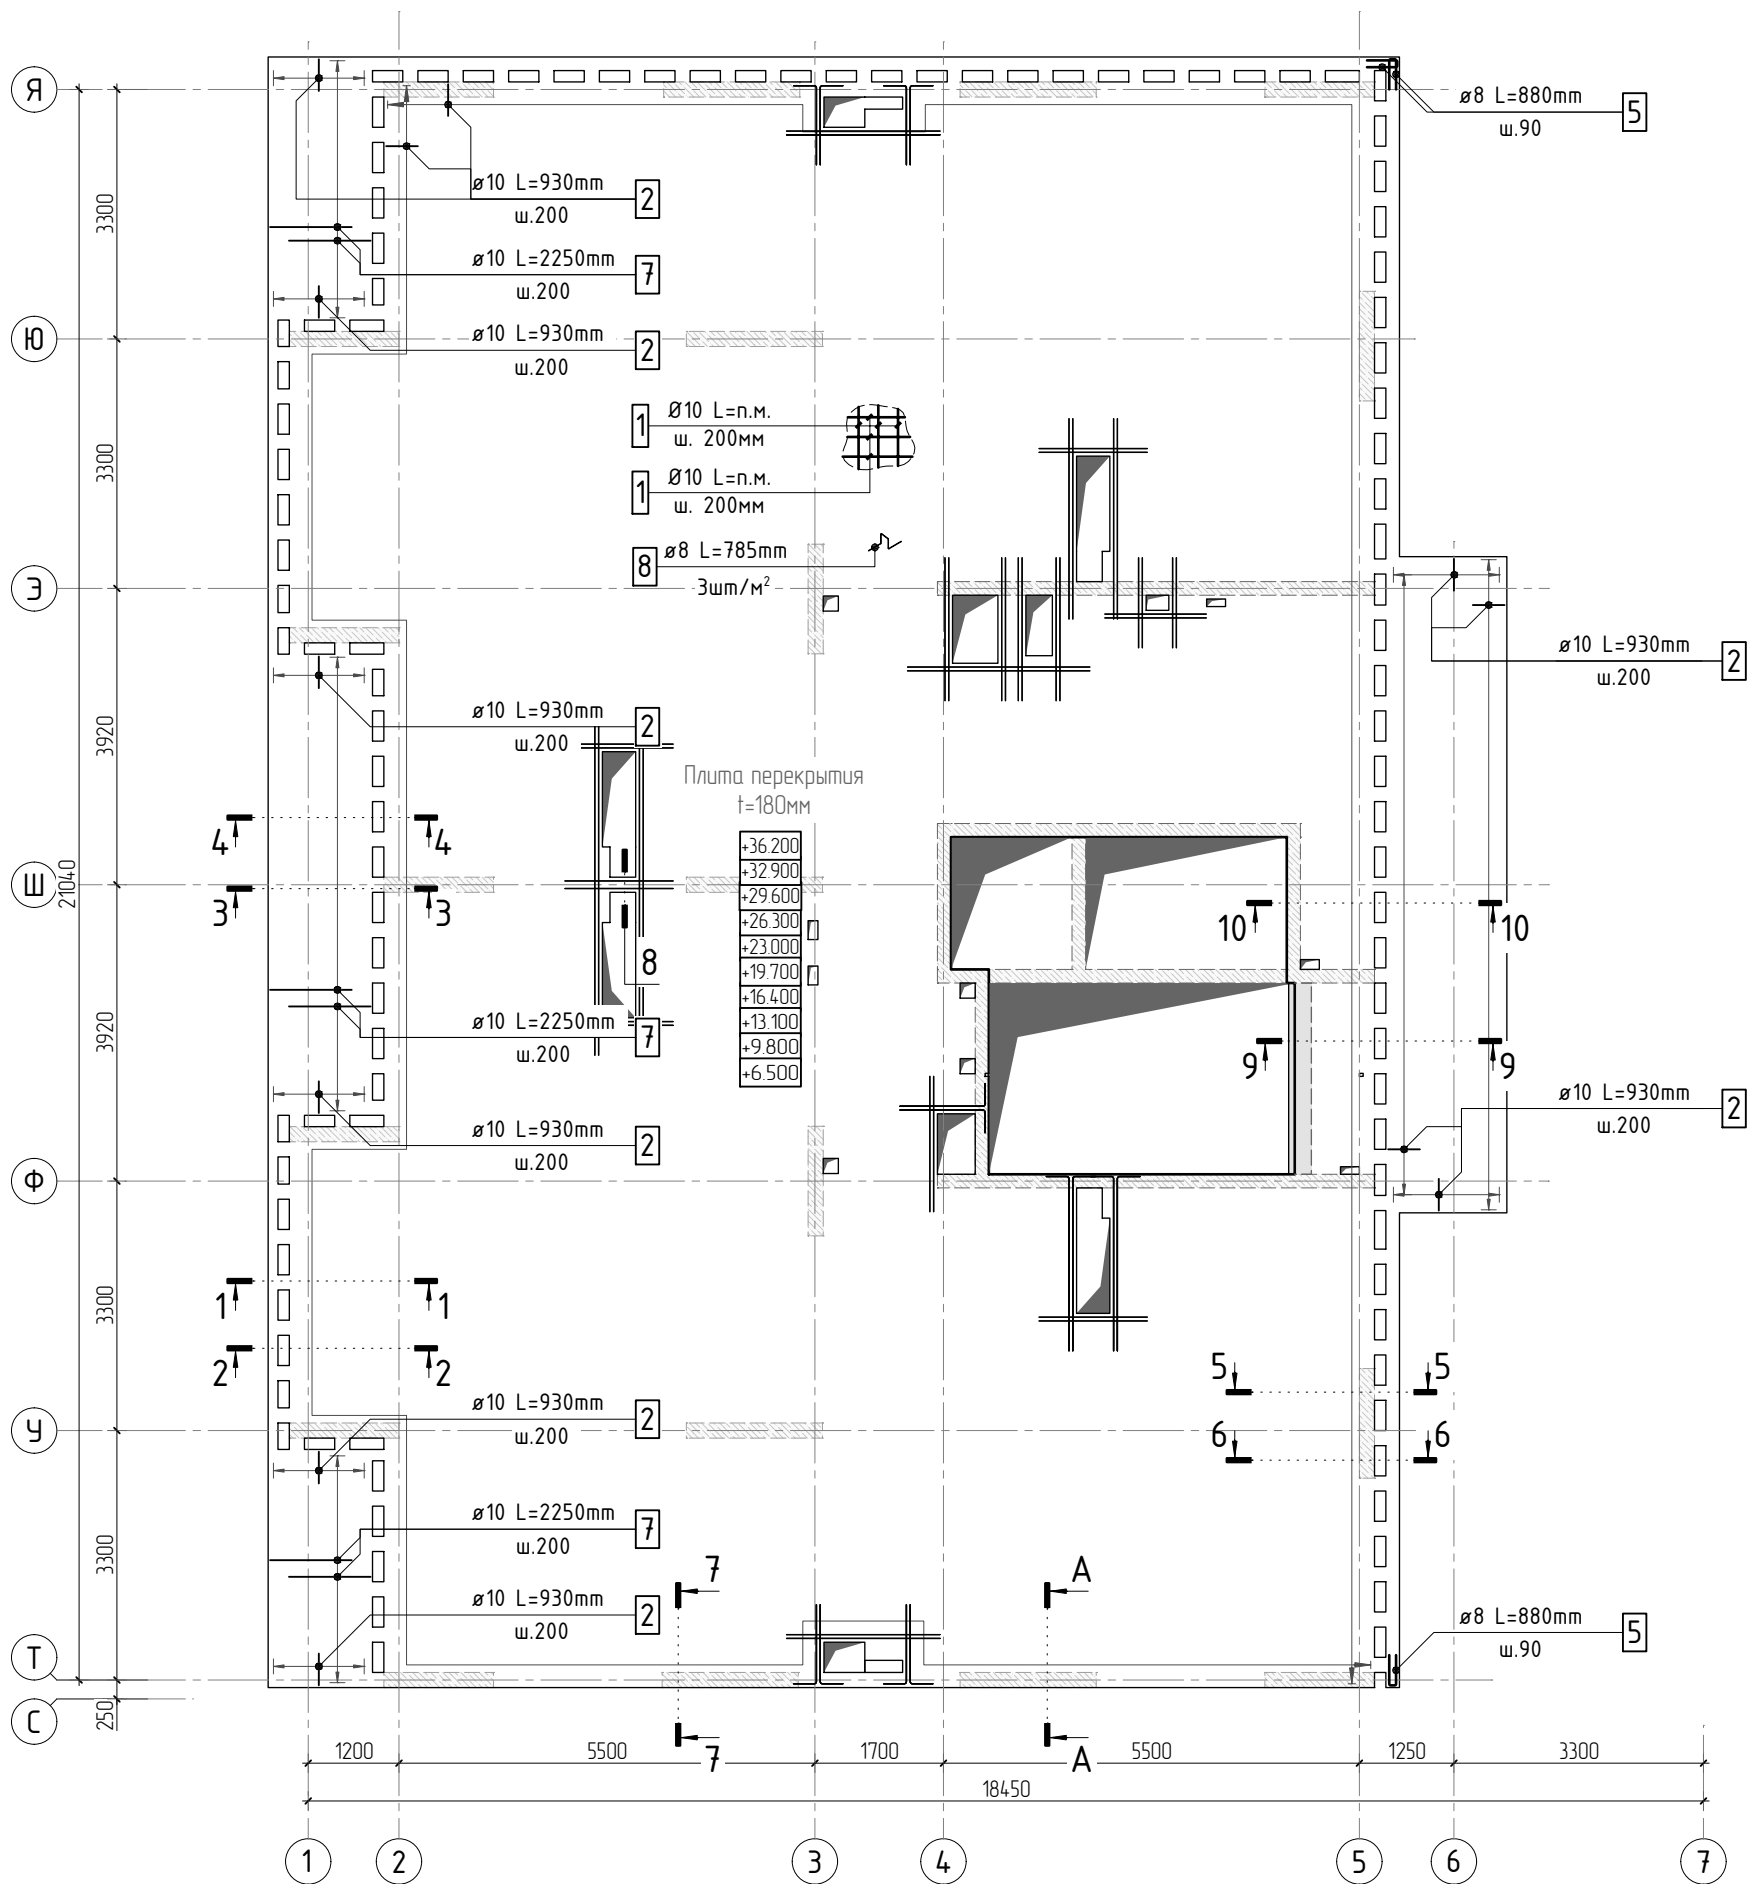 Я
Ю
Э
Ш
Ф
У
Т
С
3300
3300
3920
3920
3300
3300
250
21040
ø8 L=880mm
ш.90
5
ø10 L=930mm
ш.200
2
ø10 L=2250mm
ш.200
7
ø10 L=930mm
ш.200
2
1
Ø10 L=п.м.
ш. 200мм
1
Ø10 L=п.м.
ш. 200мм
8
ø8 L=785mm
3шт/м²
ø10 L=930mm
ш.200
2
ø10 L=930mm
ш.200
2
Плита перекрытия
t=180мм
+36.200
+32.900
+29.600
+26.300
+23.000
+19.700
+16.400
+13.100
+9.800
+6.500
4 4
3 3
8
10 10
9 9
ø10 L=2250mm
ш.200
7
ø10 L=930mm
ш.200
2
ø10 L=930mm
ш.200
2
1 1
2 2
5 5
6 6
ø10 L=930mm
ш.200
2
ø10 L=2250mm
ш.200
7
ø10 L=930mm
ш.200
2
7 А
ø8 L=880mm
ш.90
5
7 А
1200 5500 1700 5500 1250 3300
18450
1 2 3 4 5 6 7